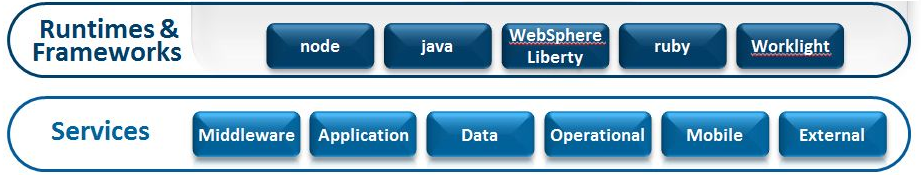 Runtimes &
Frameworks
node
java
WebSphere
Liberty
ruby
Worklight
Services
Middleware
Application
Data
Operational
Mobile
External